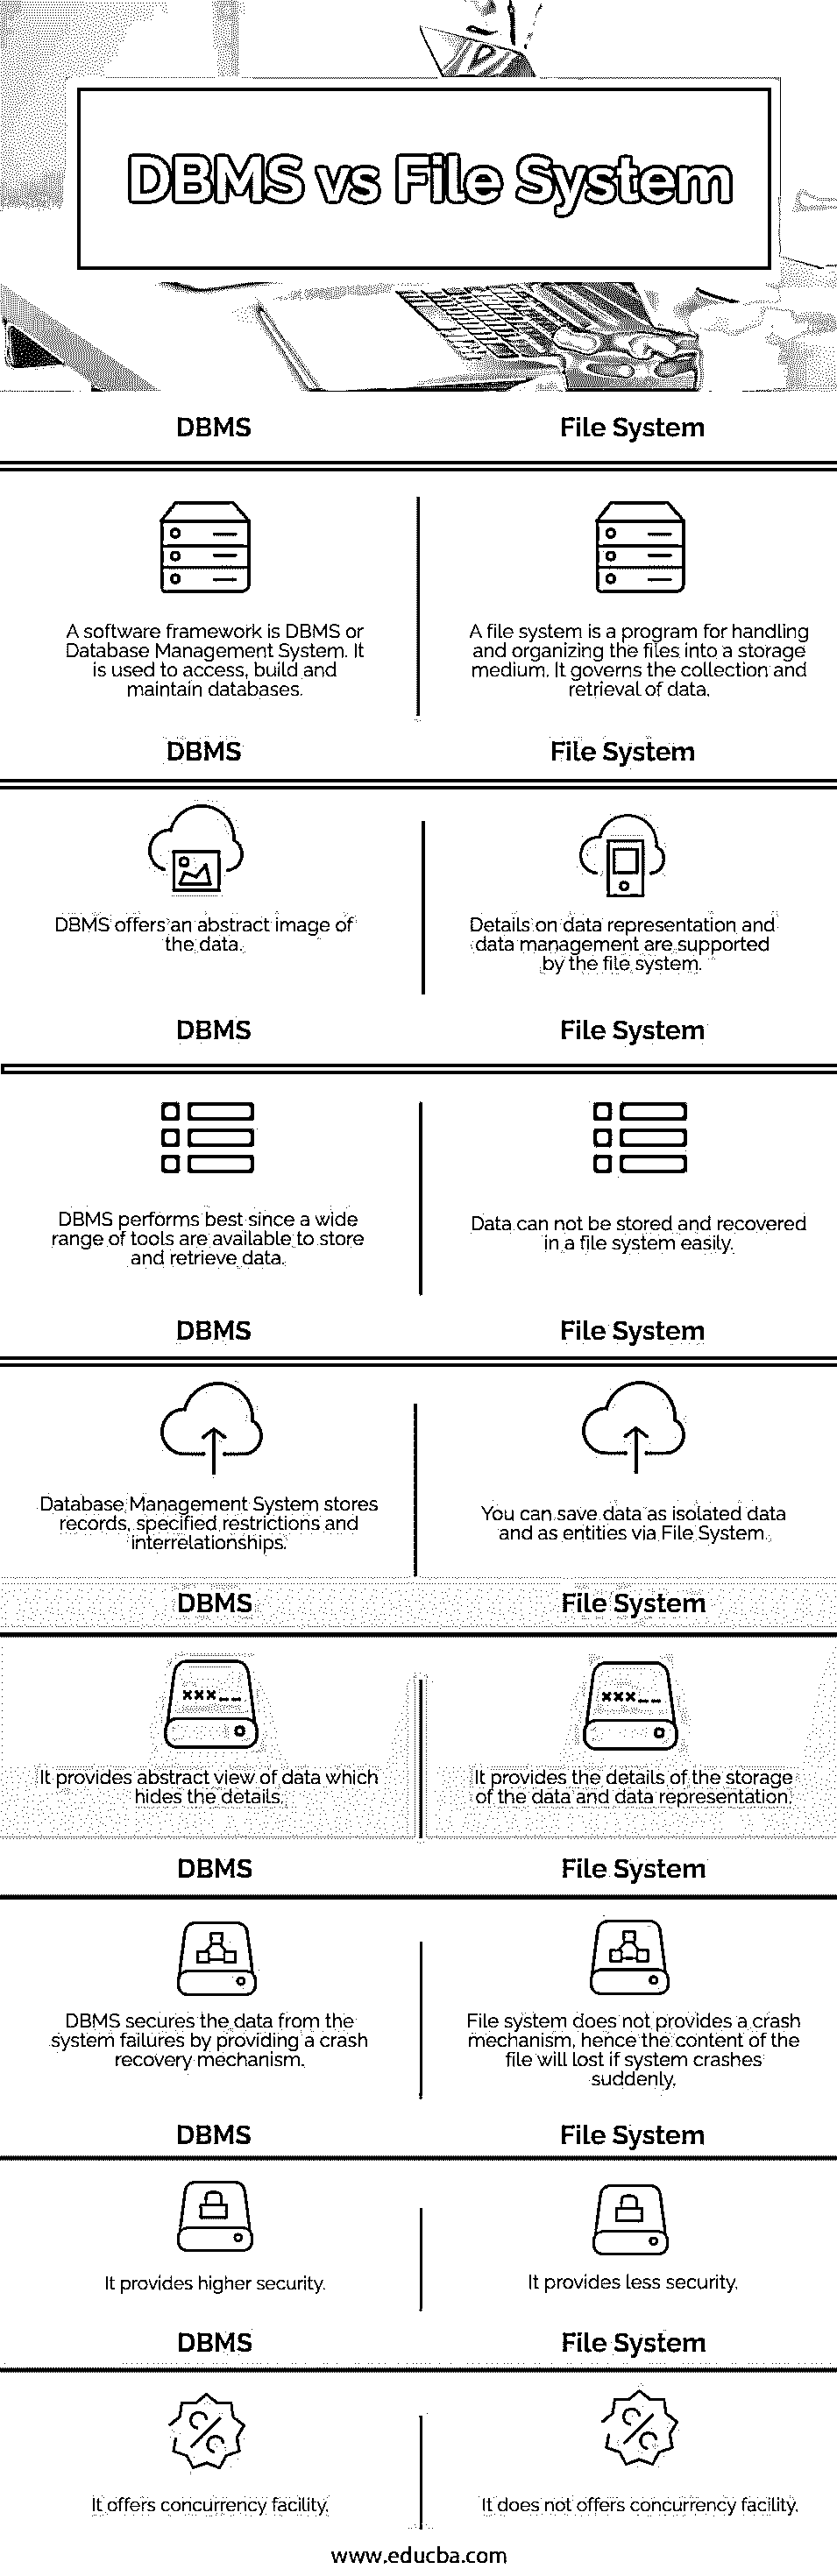 DBMS vs File System
DBMS
File System
A software framework is DBMS or
Database Management System. It
is used to access, build and
maintain databases.
A file system is a program for handling
and organizing the files into a storage
medium. It governs the collection and
retrieval of data.
DBMS
File System
DBMS offers an abstract image of
the data.
Details on data representation and
data management are supported
by the file system.
DBMS
File System
DBMS performs best since a wide
range of tools are available to store
and retrieve data.
Data can not be stored and recovered
in a file system easily.
DBMS
File System
Database Management System stores
records, specified restrictions and
interrelationships.
You can save data as isolated data
and as entities via File System.
DBMS
File System
xxx__
xxx__
It provides abstract view of data which
hides the details.
It provides the details of the storage
of the data and data representation.
DBMS
File System
DBMS secures the data from the
system failures by providing a crash
recovery mechanism.
File system does not provides a crash
mechanism, hence the content of the
file will lost if system crashes
suddenly.
DBMS
File System
It provides higher security.
It provides less security.
DBMS
File System
%
%
It offers concurrency facility.
It does not offers concurrency facility.
www.educba.com